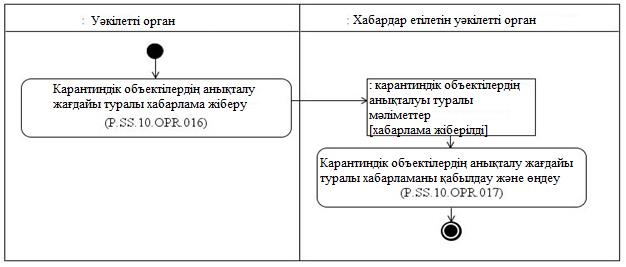 : Уәкілетті орган
: Хабардар етілетін уәкілетті орган
Карантиндік объектілердің анықталу
жағдайы туралы хабарлама жіберу
(P.SS.10.OPR.016)
: карантиндік объектілердің
анықталуы туралы
мәліметтер
[хабарлама жіберілді]
Карантиндік объектілердің анықталу жағдайы
туралы хабарламаны қабылдау және өңдеу
(P.SS.10.OPR.017)